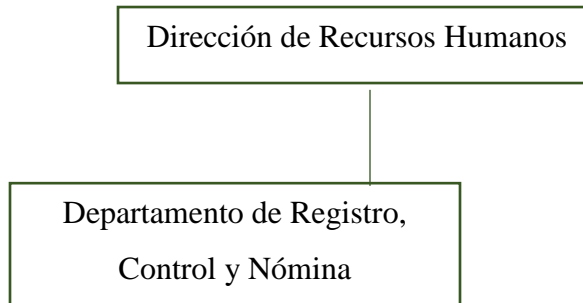 Dirección de Recursos Humanos
Departamento de Registro,
Control y Nómina